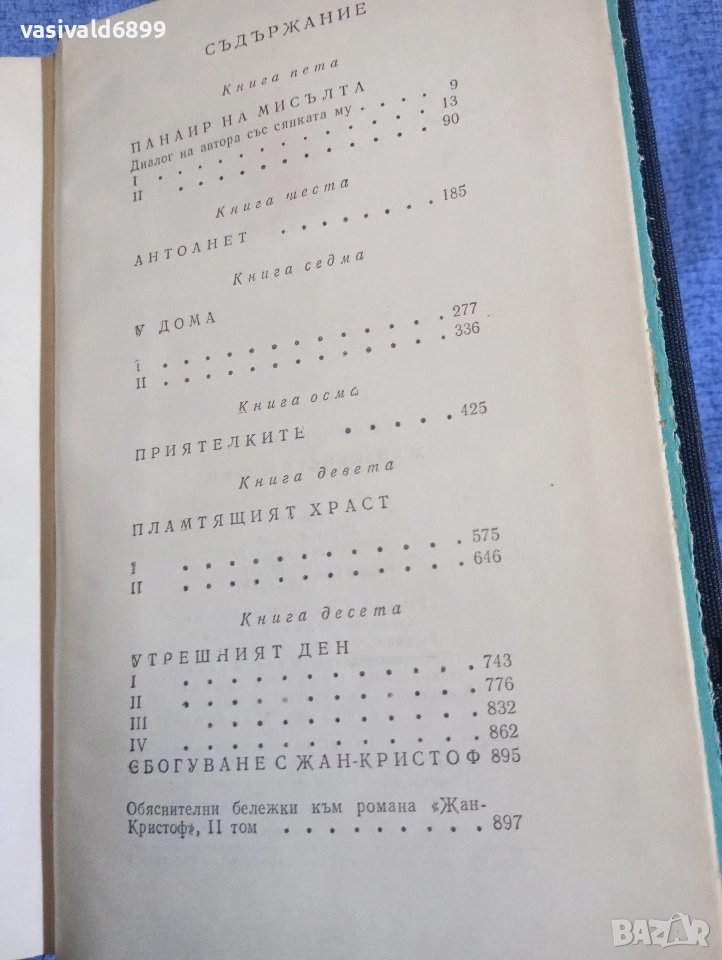 vasivald6899
СЪДЪРЖАНИЕ
Книга пета
ПАНАИР НА МИСЪЛТА
Диалог на автора със сянката му . . . . 9
I . . . . . . . . . . . 13
II . . . . . . . . . . 90
Книга шеста
АНТОАНЕТ . . . . . . . 185
Книга седма
У ДОМА
I . . . . . . . . . . . 277
II . . . . . . . . . . . 336
Книга осма
ПРИЯТЕЛКИТЕ . . . . . 425
Книга девета
ПЛАМТЯЩИЯТ ХРАСТ
I . . . . . . . . . . . 575
II . . . . . . . . . . . 646
Книга десета
УТРЕШНИЯТ ДЕН
I . . . . . . . . . . . 743
II . . . . . . . . . . . 776
III . . . . . . . . . . 832
IV . . . . . . . . . . . 862
СБОГУВАНЕ С ЖАН-КРИСТОФ 895
Обяснителни бележки към романа «Жан-
Кристоф», II том . . . . . . . . 897
BAZAR